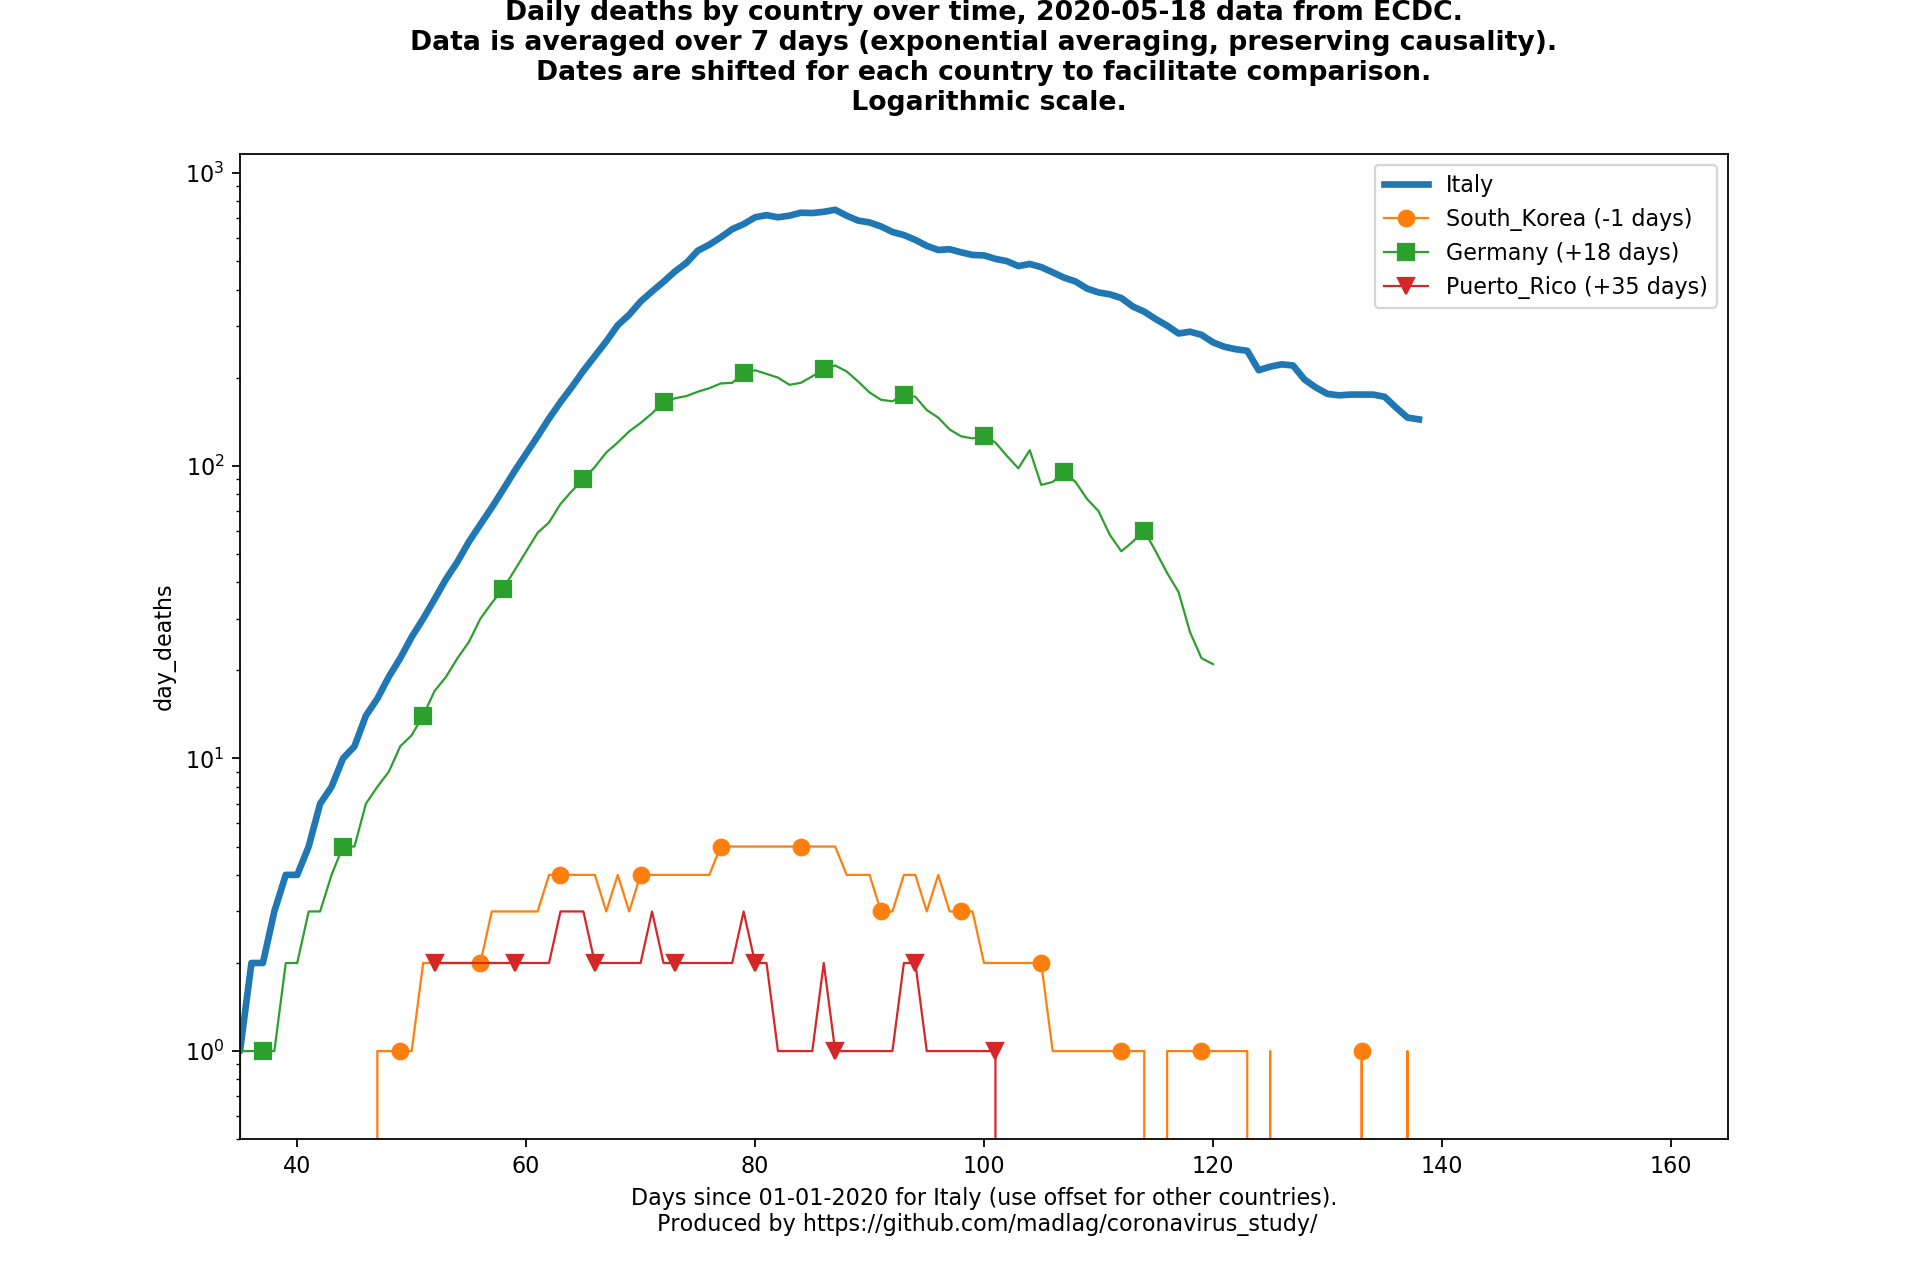 Daily deaths by country over time, 2020-05-18 data from ECDC.
Data is averaged over 7 days (exponential averaging, preserving causality).
Dates are shifted for each country to facilitate comparison.
Logarithmic scale.
10³
10²
10¹
10⁰
day_deaths
Italy
South_Korea (-1 days)
Germany (+18 days)
Puerto_Rico (+35 days)
40 60 80 100 120 140 160
Days since 01-01-2020 for Italy (use offset for other countries).
Produced by https://github.com/madlag/coronavirus_study/